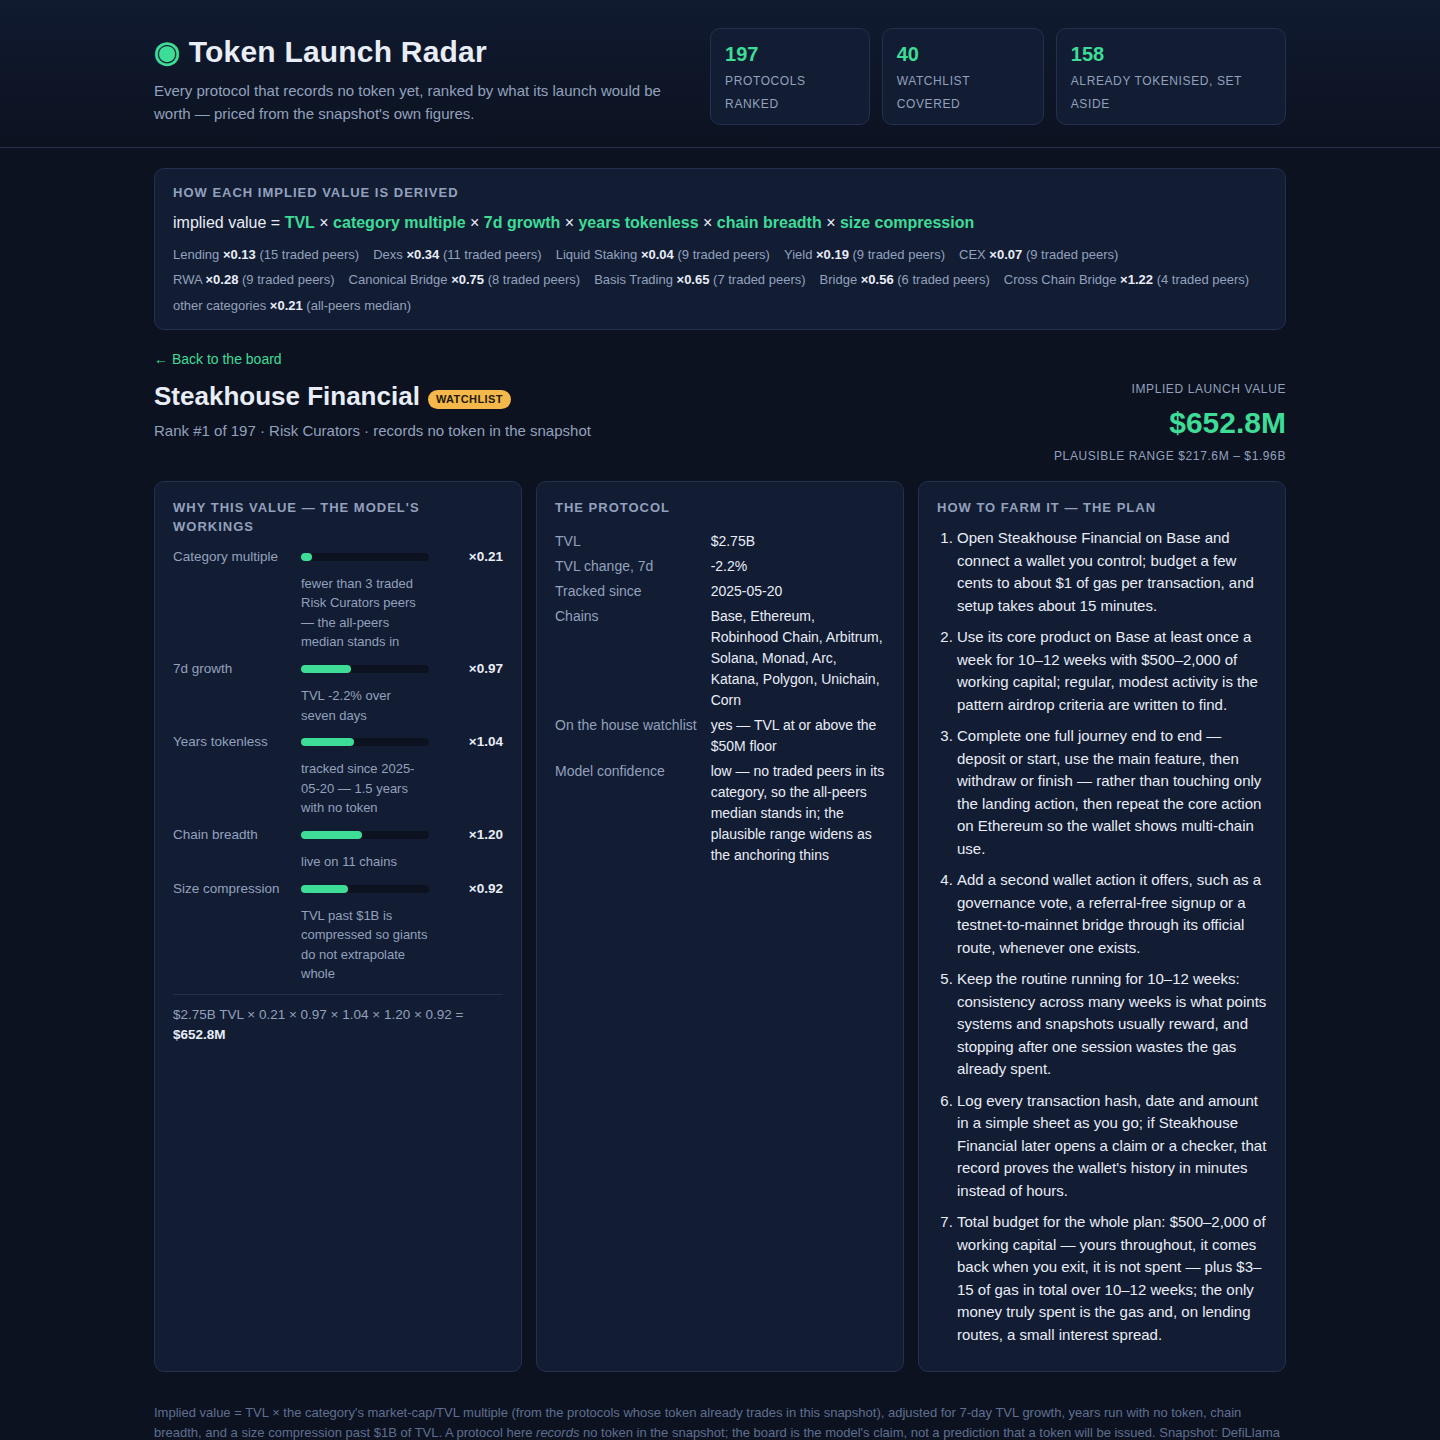 Token Launch Radar
Every protocol that records no token yet, ranked by what its launch would be
worth — priced from the snapshot's own figures.
197
PROTOCOLS
RANKED
40
WATCHLIST
COVERED
158
ALREADY TOKENISED, SET
ASIDE
HOW EACH IMPLIED VALUE IS DERIVED
implied value = TVL × category multiple × 7d growth × years tokenless × chain breadth × size compression
Lending ×0.13 (15 traded peers) Dexs ×0.34 (11 traded peers) Liquid Staking ×0.04 (9 traded peers) Yield ×0.19 (9 traded peers) CEX ×0.07 (9 traded peers)
RWA ×0.28 (9 traded peers) Canonical Bridge ×0.75 (8 traded peers) Basis Trading ×0.65 (7 traded peers) Bridge ×0.56 (6 traded peers) Cross Chain Bridge ×1.22 (4 traded peers)
other categories ×0.21 (all-peers median)
← Back to the board
Steakhouse Financial WATCHLIST
Rank #1 of 197 · Risk Curators · records no token in the snapshot
IMPLIED LAUNCH VALUE
$652.8M
PLAUSIBLE RANGE $217.6M – $1.96B
WHY THIS VALUE — THE MODEL'S
WORKINGS
Category multiple ×0.21
fewer than 3 traded
Risk Curators peers
— the all-peers
median stands in
7d growth ×0.97
TVL -2.2% over
seven days
Years tokenless ×1.04
tracked since 2025-
05-20 — 1.5 years
with no token
Chain breadth ×1.20
live on 11 chains
Size compression ×0.92
TVL past $1B is
compressed so giants
do not extrapolate
whole
$2.75B TVL × 0.21 × 0.97 × 1.04 × 1.20 × 0.92 =
$652.8M
THE PROTOCOL
TVL $2.75B
TVL change, 7d -2.2%
Tracked since 2025-05-20
Chains Base, Ethereum,
Robinhood Chain, Arbitrum,
Solana, Monad, Arc,
Katana, Polygon, Unichain,
Corn
On the house watchlist yes — TVL at or above the
$50M floor
Model confidence low — no traded peers in its
category, so the all-peers
median stands in; the
plausible range widens as
the anchoring thins
HOW TO FARM IT — THE PLAN
1. Open Steakhouse Financial on Base and
connect a wallet you control; budget a few
cents to about $1 of gas per transaction, and
setup takes about 15 minutes.
2. Use its core product on Base at least once a
week for 10–12 weeks with $500–2,000 of
working capital; regular, modest activity is the
pattern airdrop criteria are written to find.
3. Complete one full journey end to end —
deposit or start, use the main feature, then
withdraw or finish — rather than touching only
the landing action, then repeat the core action
on Ethereum so the wallet shows multi-chain
use.
4. Add a second wallet action it offers, such as a
governance vote, a referral-free signup or a
testnet-to-mainnet bridge through its official
route, whenever one exists.
5. Keep the routine running for 10–12 weeks:
consistency across many weeks is what points
systems and snapshots usually reward, and
stopping after one session wastes the gas
already spent.
6. Log every transaction hash, date and amount
in a simple sheet as you go; if Steakhouse
Financial later opens a claim or a checker, that
record proves the wallet's history in minutes
instead of hours.
7. Total budget for the whole plan: $500–2,000 of
working capital — yours throughout, it comes
back when you exit, it is not spent — plus $3–
15 of gas in total over 10–12 weeks; the only
money truly spent is the gas and, on lending
routes, a small interest spread.
Implied value = TVL × the category's market-cap/TVL multiple (from the protocols whose token already trades in this snapshot), adjusted for 7-day TVL growth, years run with no token, chain
breadth, and a size compression past $1B of TVL. A protocol here records no token in the snapshot; the board is the model's claim, not a prediction that a token will be issued. Snapshot: DefiLlama